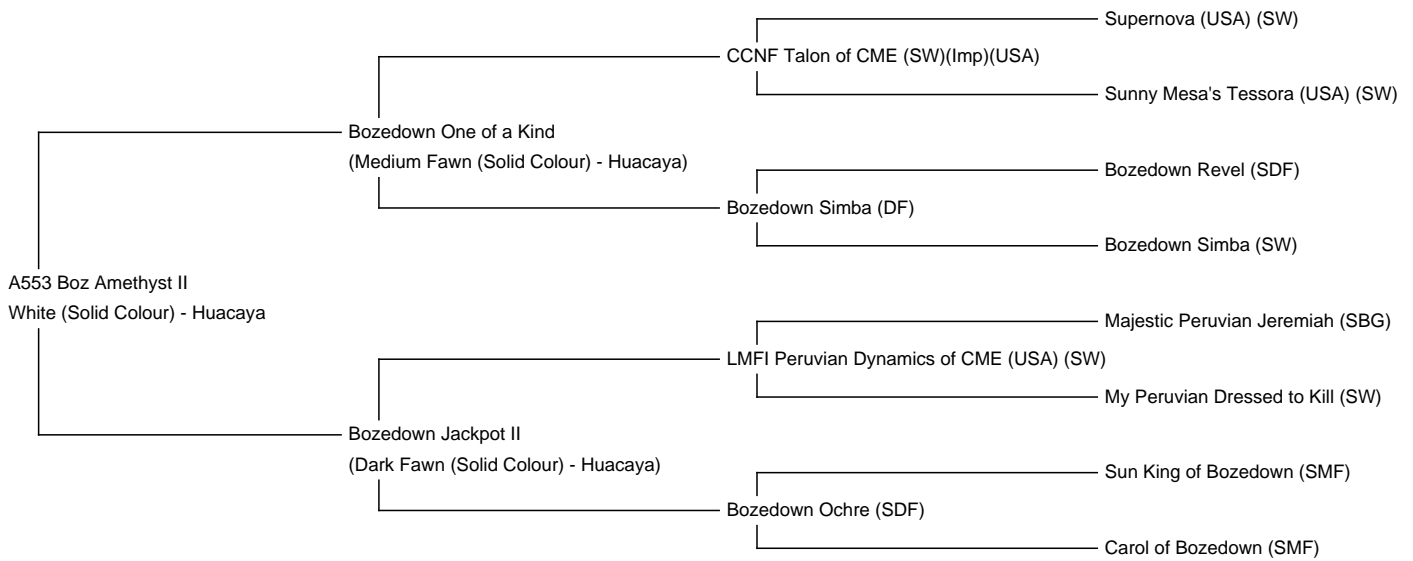 Supernova (USA) (SW)
CCNF Talon of CME (SW)(Imp)(USA)
Sunny Mesa's Tessora (USA) (SW)
Bozedown One of a Kind
(Medium Fawn (Solid Colour) - Huacaya)
Bozedown Revel (SDF)
Bozedown Simba (DF)
Bozedown Simba (SW)
A553 Boz Amethyst II
White (Solid Colour) - Huacaya
Majestic Peruvian Jeremiah (SBG)
LMFI Peruvian Dynamics of CME (USA) (SW)
My Peruvian Dressed to Kill (SW)
Bozedown Jackpot II
(Dark Fawn (Solid Colour) - Huacaya)
Sun King of Bozedown (SMF)
Bozedown Ochre (SDF)
Carol of Bozedown (SMF)